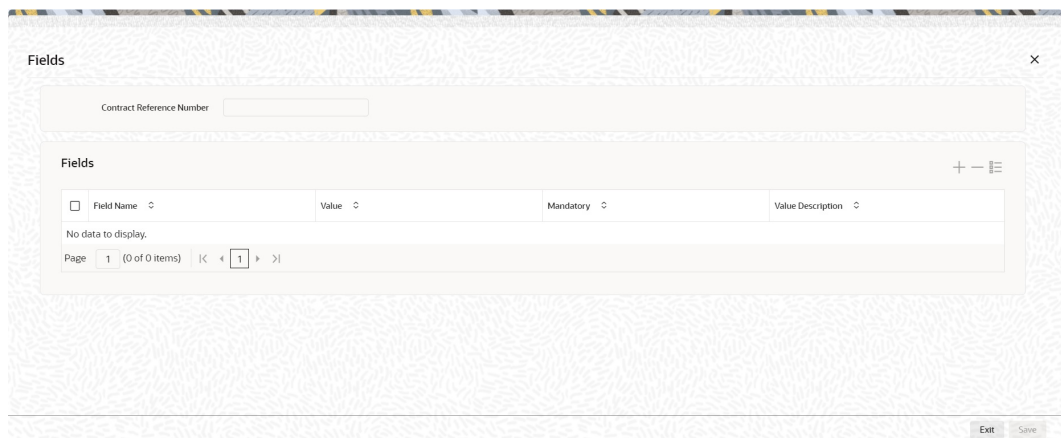 Fields
Contract Reference Number
Fields
Field Name Value Mandatory Value Description
No data to display.
Page 1 (0 of 0 items) 1
Exit Save